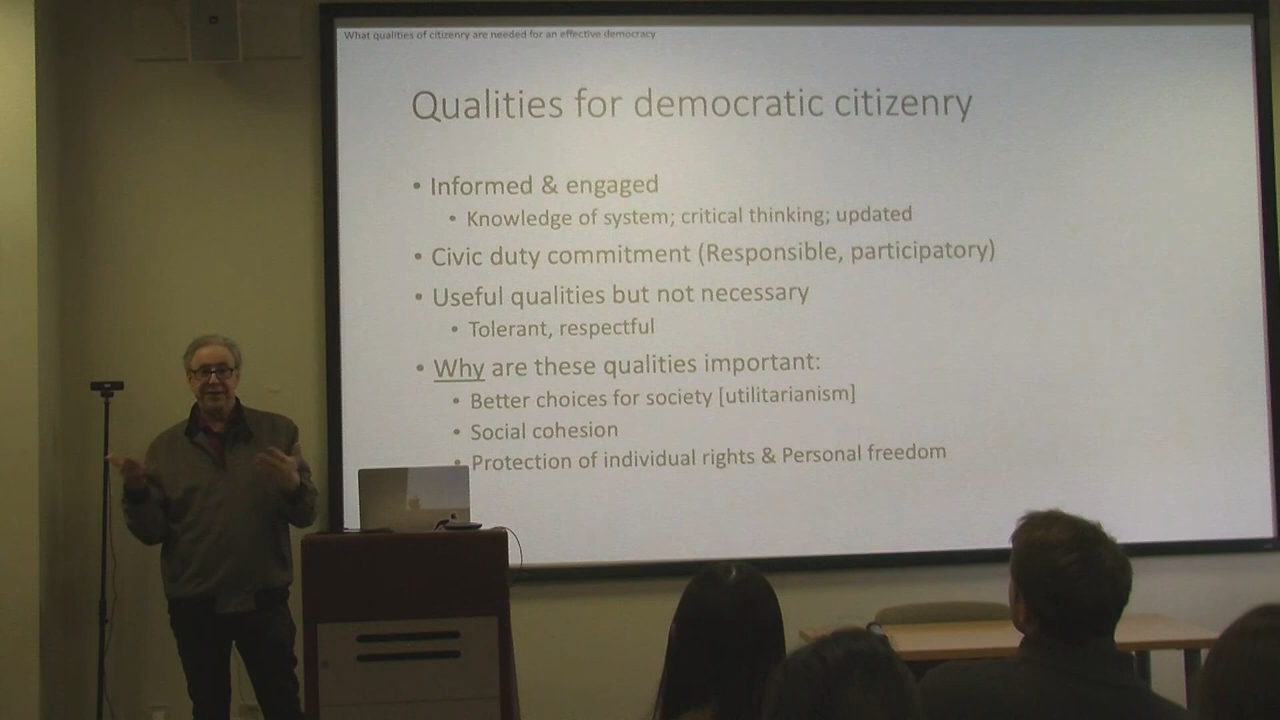 What qualities of citizenry are needed for an effective democracy
Qualities for democratic citizenry
• Informed & engaged
• Knowledge of system; critical thinking; updated
• Civic duty commitment (Responsible, participatory)
• Useful qualities but not necessary
• Tolerant, respectful
• Why are these qualities important:
• Better choices for society [utilitarianism]
• Social cohesion
• Protection of individual rights & Personal freedom